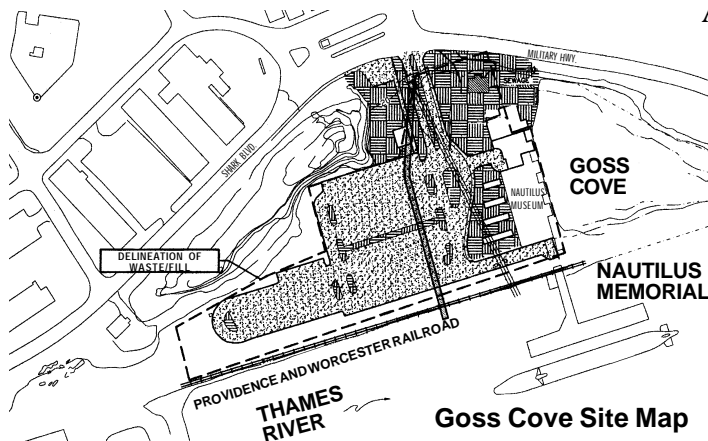 A
MILITARY HWY.
SEWAGE
SHARK BLVD
GOSS
COVE
NAUTILUS
MUSEUM
DELINEATION OF
WASTE/FILL
NAUTILUS
MEMORIAL
PROVIDENCE AND WORCESTER RAILROAD
THAMES
RIVER
Goss Cove Site Map